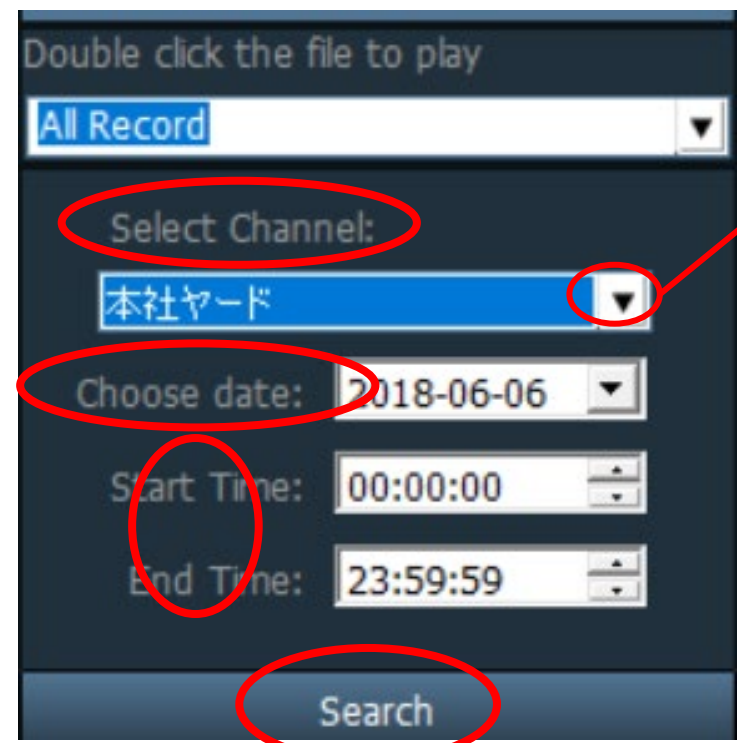 Double click the file to play
All Record
Select Channel:
本社ヤード
Choose date: 2018-06-06
Start Time: 00:00:00
End Time: 23:59:59
Search